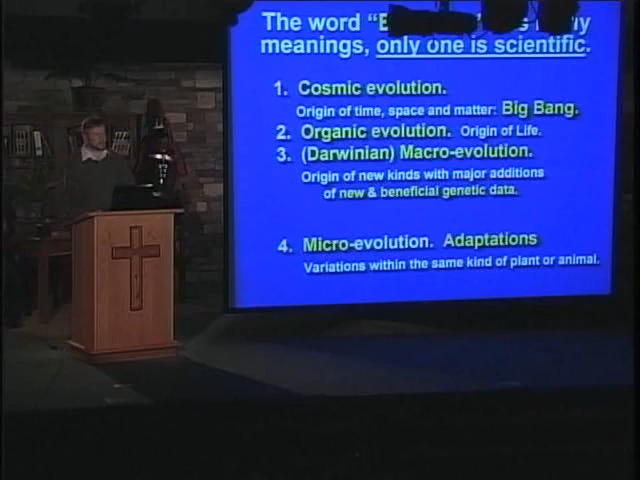 The word “E
meanings, only one is scientific.
1. Cosmic evolution.
Origin of time, space and matter: Big Bang.
2. Organic evolution. Origin of Life.
3. (Darwinian) Macro-evolution.
Origin of new kinds with major additions
of new & beneficial genetic data.
4. Micro-evolution. Adaptations
Variations within the same kind of plant or animal.